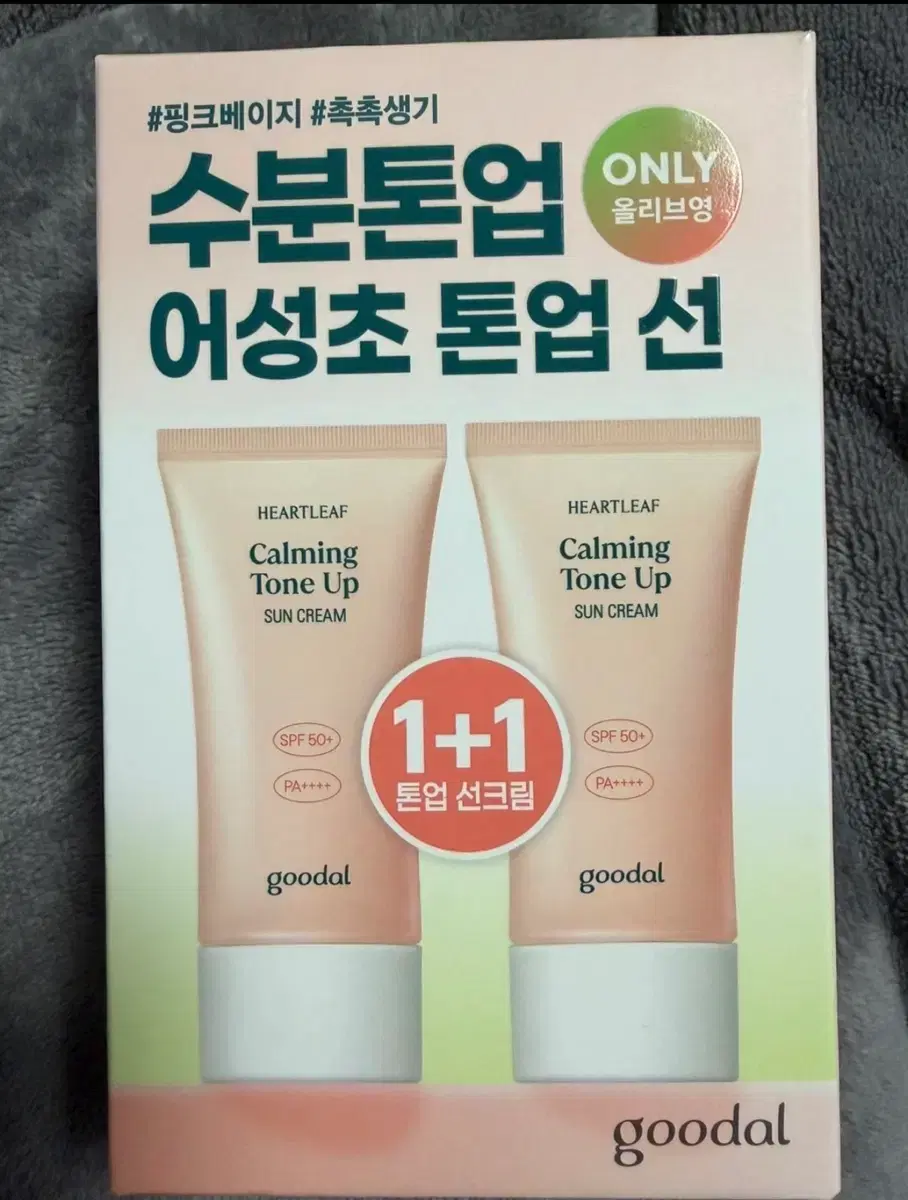 #핑크베이지 #촉촉생기
수분톤업
어성초 톤업 선
ONLY
올리브영
HEARTLEAF
Calming
Tone Up
SUN CREAM
SPF 50+
PA++++
goodal
HEARTLEAF
Calming
Tone Up
SUN CREAM
SPF 50+
PA++++
goodal
1+1
톤업 선크림
goodal